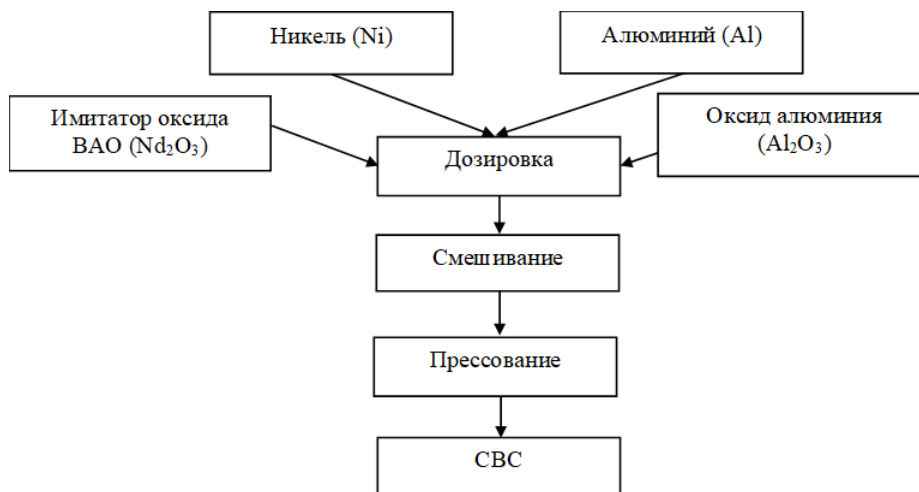 Никель (Ni)
Алюминий (Al)
Имитатор оксида
ВАО (Nd₂O₃)
Оксид алюминия
(Al₂O₃)
Дозировка
Смешивание
Прессование
СВС